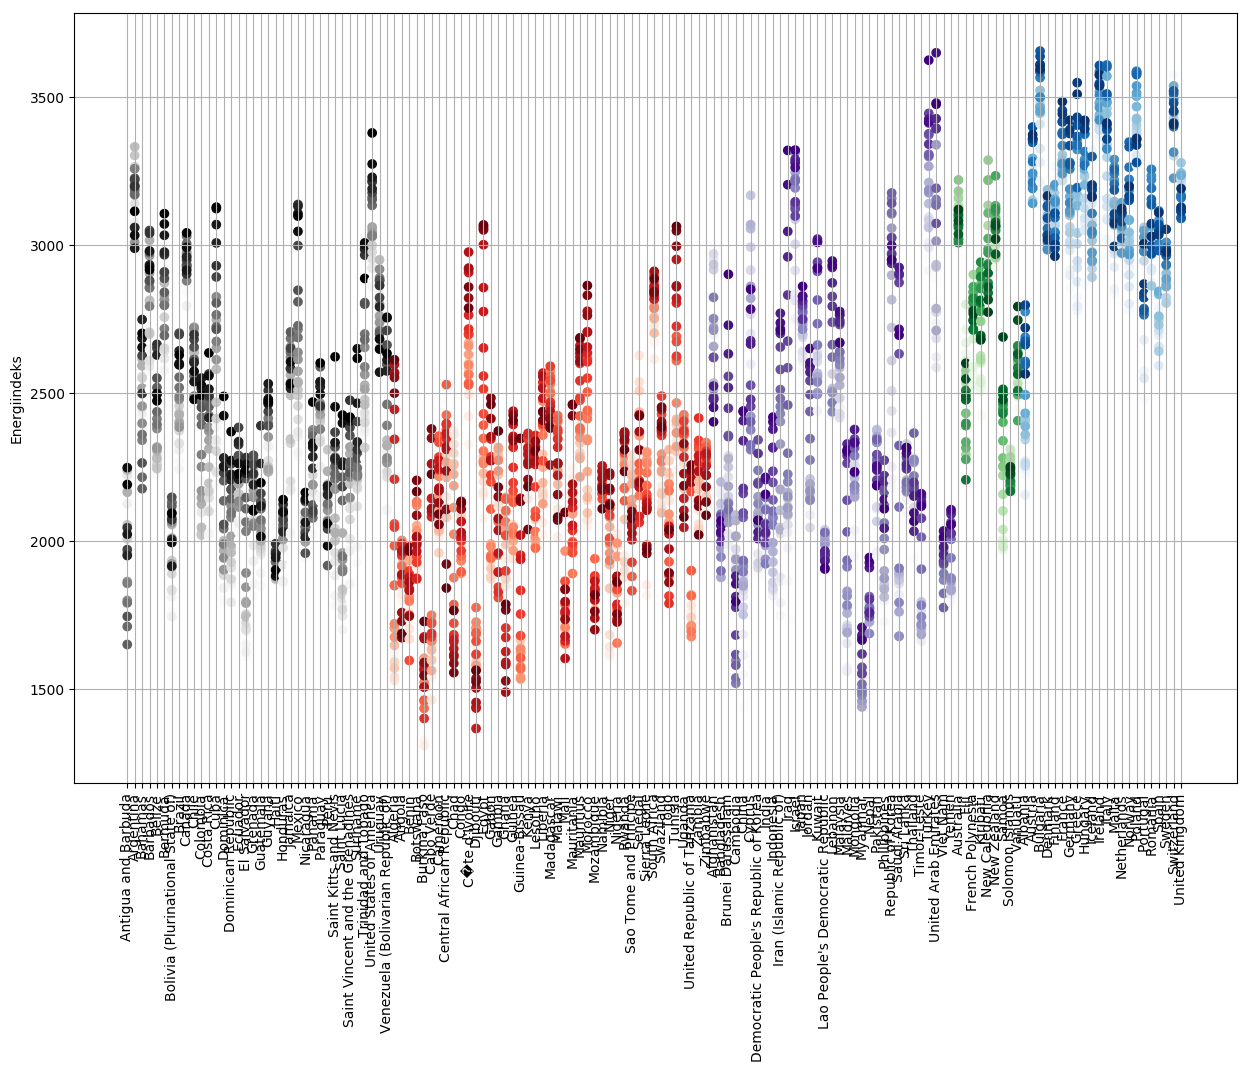 Energiindeks
3500
3000
2500
2000
1500
Antigua and Barbuda
Argentina
Bahamas
Barbados
Belize
Bermuda
Bolivia (Plurinational State of)
Brazil
Canada
Chile
Colombia
Costa Rica
Cuba
Dominica
Dominican Republic
Ecuador
El Salvador
Grenada
Guatemala
Guyana
Haiti
Honduras
Jamaica
Mexico
Nicaragua
Panama
Paraguay
Peru
Saint Kitts and Nevis
Saint Lucia
Saint Vincent and the Grenadines
Suriname
Trinidad and Tobago
United States of America
Uruguay
Venezuela (Bolivarian Republic of)
Algeria
Angola
Benin
Botswana
Burkina Faso
Cabo Verde
Cameroon
Central African Republic
Chad
Congo
C�te d'Ivoire
Djibouti
Egypt
Gabon
Gambia
Ghana
Guinea
Guinea-Bissau
Kenya
Lesotho
Liberia
Madagascar
Malawi
Mali
Mauritania
Mauritius
Morocco
Mozambique
Namibia
Niger
Nigeria
Rwanda
Sao Tome and Principe
Senegal
Sierra Leone
South Africa
Swaziland
Togo
Tunisia
Uganda
United Republic of Tanzania
Zambia
Zimbabwe
Afghanistan
Bangladesh
Brunei Darussalam
Cambodia
China
Democratic People's Republic of Korea
India
Indonesia
Iran (Islamic Republic of)
Iraq
Israel
Japan
Jordan
Kuwait
Lao People's Democratic Republic
Lebanon
Malaysia
Maldives
Mongolia
Myanmar
Nepal
Pakistan
Philippines
Republic of Korea
Saudi Arabia
Sri Lanka
Thailand
Timor-Leste
Turkey
United Arab Emirates
Viet Nam
Yemen
Australia
Fiji
French Polynesia
Kiribati
New Caledonia
New Zealand
Samoa
Solomon Islands
Vanuatu
Albania
Austria
Bulgaria
Denmark
Finland
France
Germany
Greece
Hungary
Iceland
Ireland
Italy
Malta
Netherlands
Norway
Poland
Portugal
Romania
Spain
Sweden
Switzerland
United Kingdom